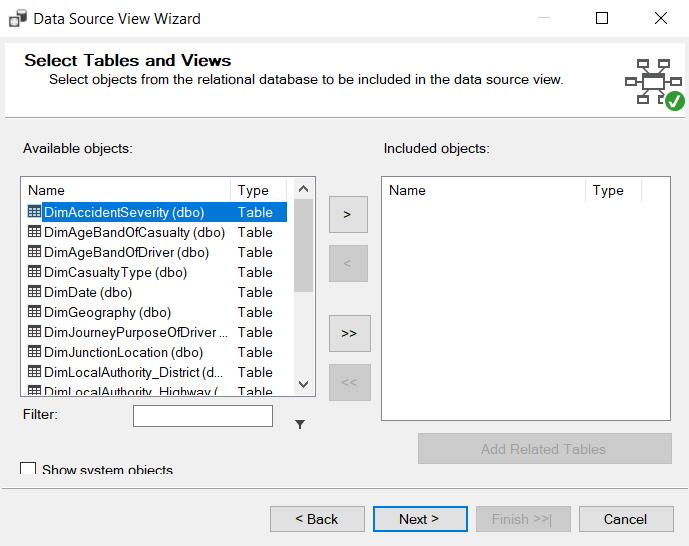 Data Source View Wizard
Select Tables and Views
Select objects from the relational database to be included in the data source view.
Available objects:
Included objects:
Name Type
Name Type
DimAccidentSeverity (dbo) Table
DimAgeBandOfCasualty (dbo) Table
DimAgeBandOfDriver (dbo) Table
DimCasualtyType (dbo) Table
DimDate (dbo) Table
DimGeography (dbo) Table
DimJourneyPurposeOfDriver ... Table
DimJunctionLocation (dbo) Table
DimLocalAuthority_District (d... Table
DimLocalAuthority_Highway ( Table
>
<
>>
<<
Filter:
Add Related Tables
Show system objects
< Back
Next >
Finish >>|
Cancel